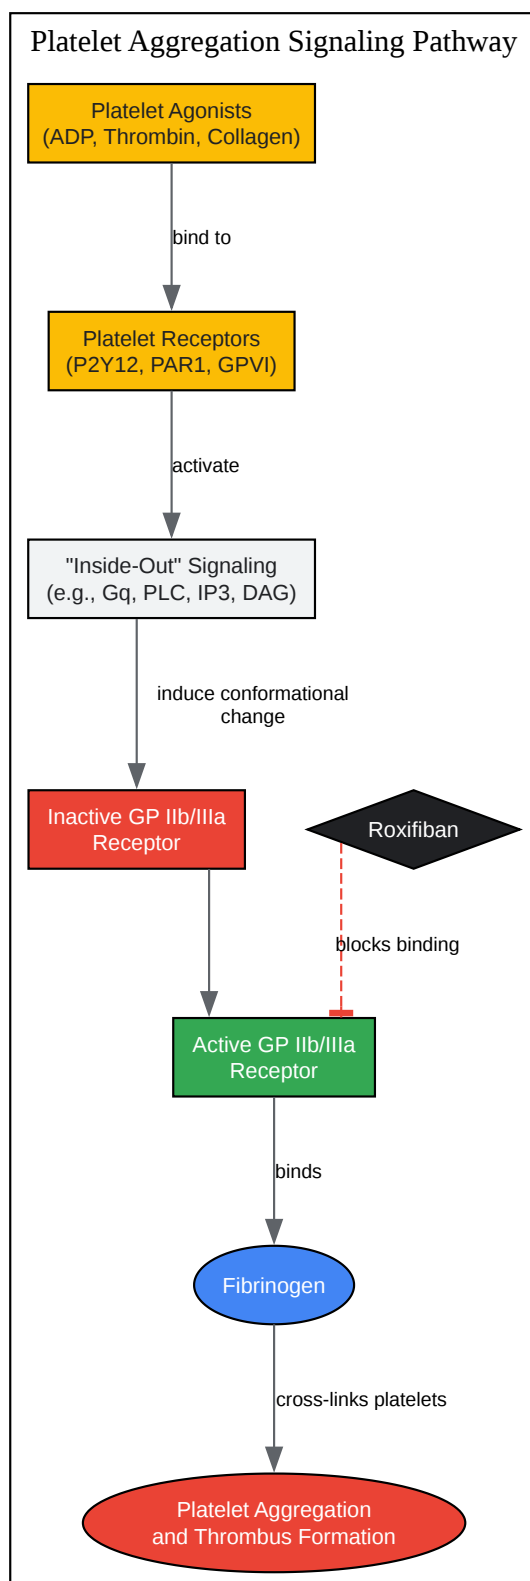 Platelet Aggregation Signaling Pathway
Platelet Agonists
(ADP, Thrombin, Collagen)
bind to
Platelet Receptors
(P2Y12, PAR1, GPVI)
activate
"Inside-Out" Signaling
(e.g., Gq, PLC, IP3, DAG)
induce conformational
change
Inactive GP IIb/IIIa
Receptor
Roxifiban
blocks binding
Active GP IIb/IIIa
Receptor
binds
Fibrinogen
cross-links platelets
Platelet Aggregation
and Thrombus Formation